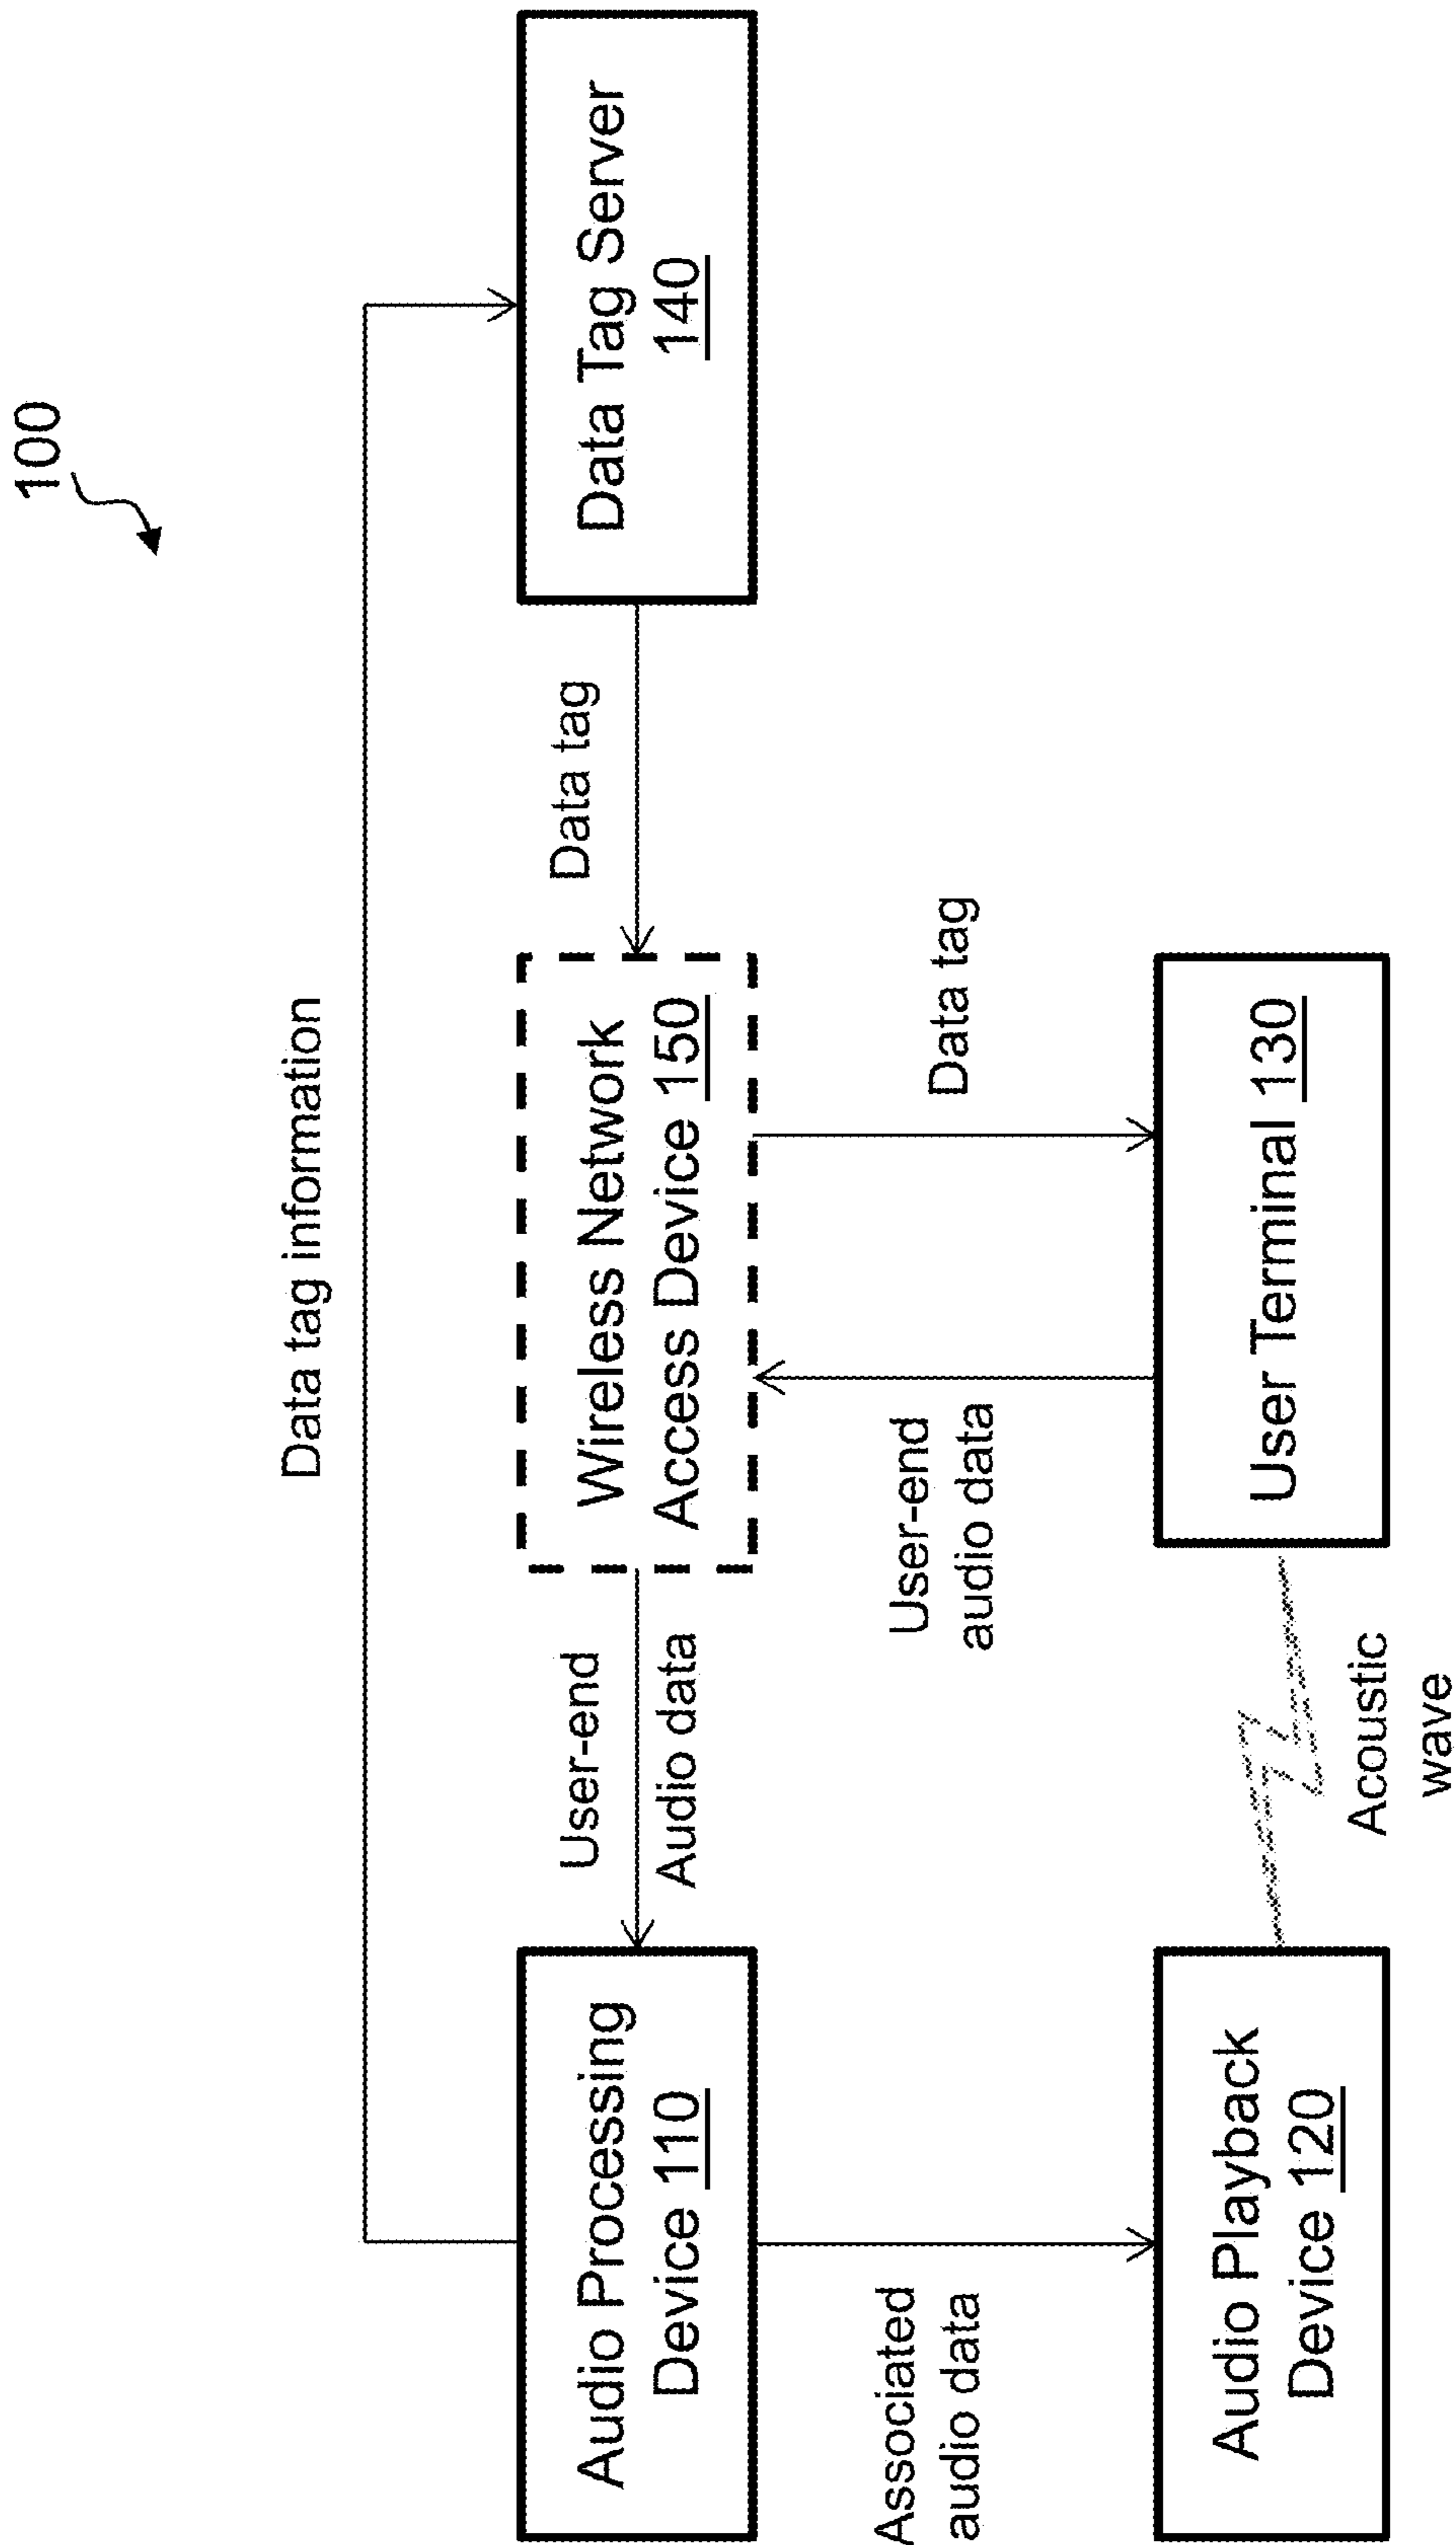 100
Data tag information
Audio Processing
Device 110
User-end
Audio data
Wireless Network
Access Device 150
Data tag
Data Tag Server
140
Associated
audio data
User-end
audio data
Data tag
Audio Playback
Device 120
Acoustic
wave
User Terminal 130